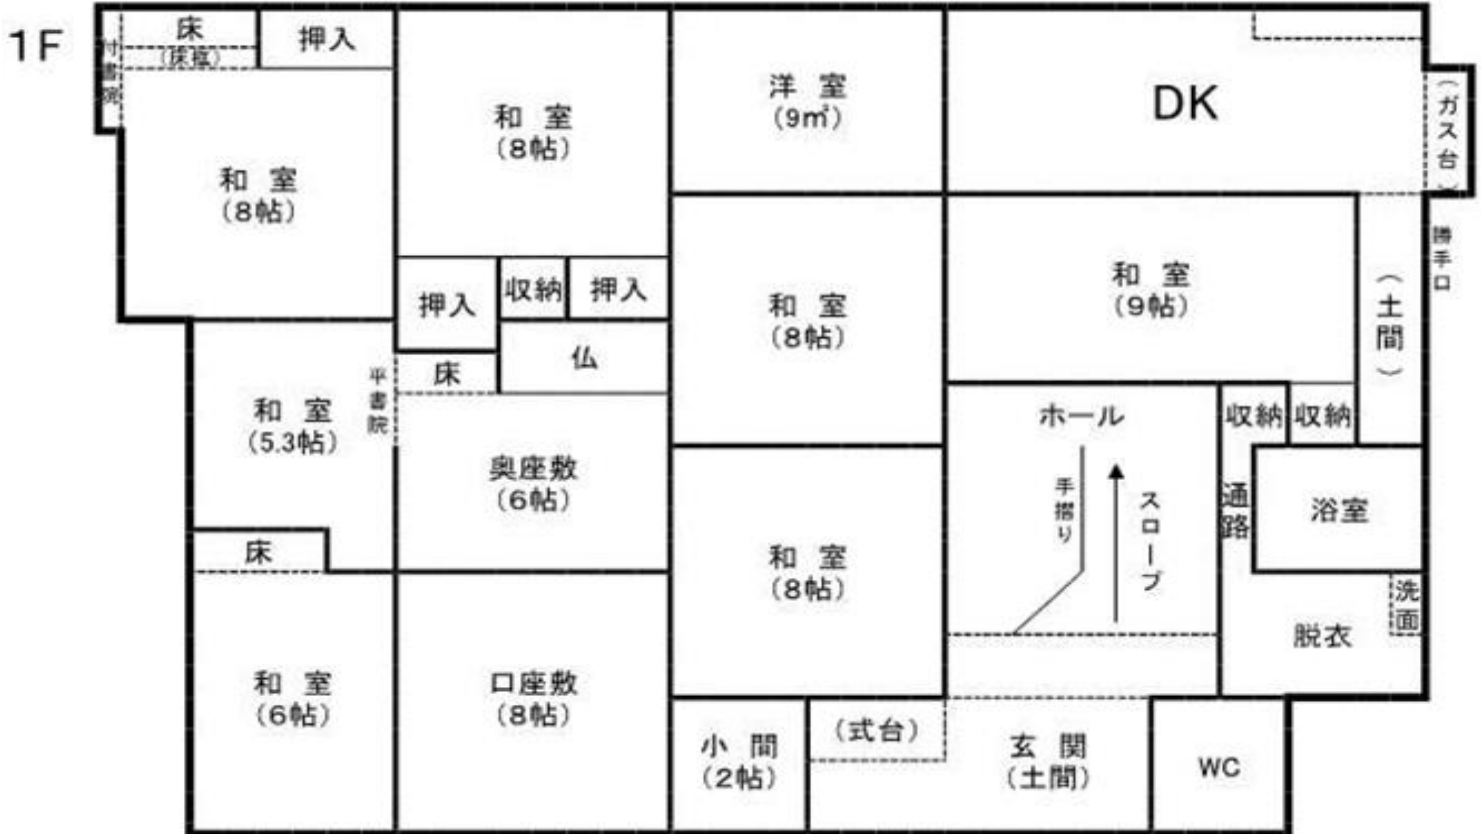 1F
付書院
床
(床框)
押入
和 室
(8帖)
和 室
(8帖)
洋 室
(9㎡)
DK
(ガス台)
勝手口
押入
収納
押入
床
仏
和 室
(8帖)
和 室
(9帖)
(土間)
和 室
(5.3帖)
平書院
奥座敷
(6帖)
ホール
手摺り
スロープ
収納
収納
通路
浴室
洗面
脱衣
床
和 室
(6帖)
口座敷
(8帖)
和 室
(8帖)
小 間
(2帖)
(式台)
玄 関
(土間)
WC